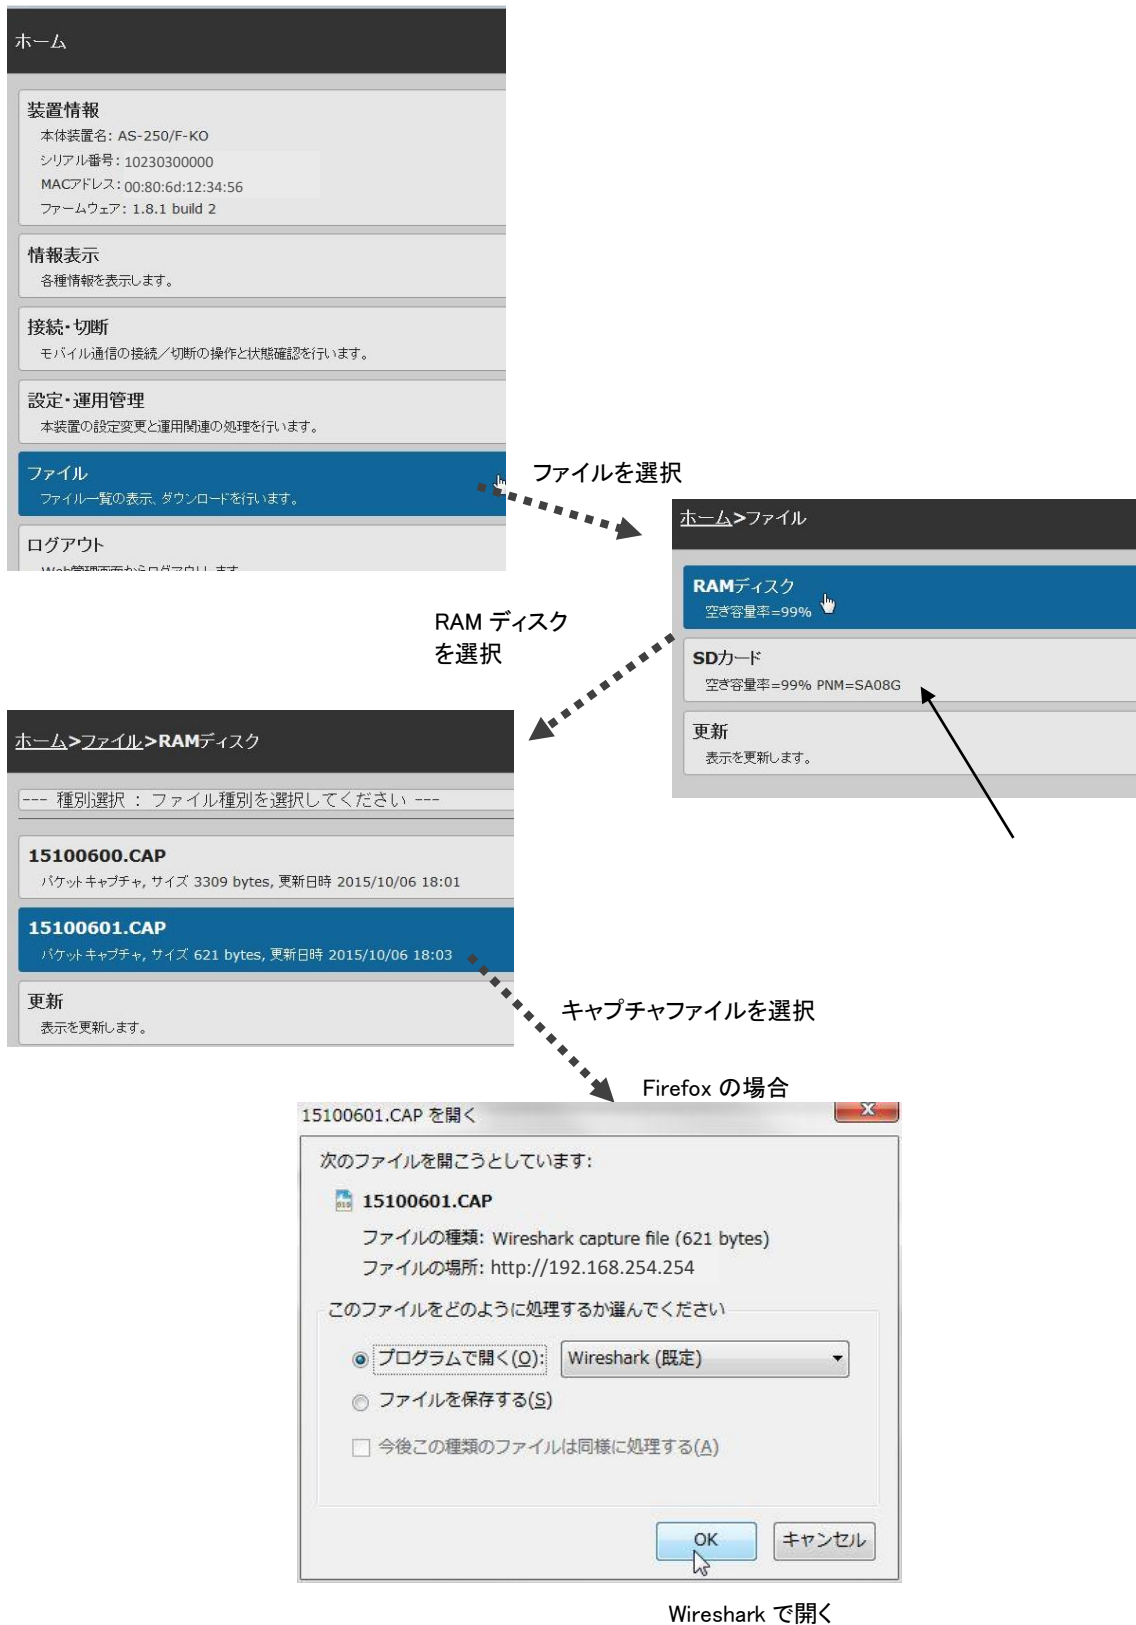 ホーム
装置情報
本体装置名: AS-250/F-KO
シリアル番号: 10230300000
MACアドレス: 00:80:6d:12:34:56
ファームウェア: 1.8.1 build 2
情報表示
各種情報を表示します。
接続・切断
モバイル通信の接続／切断の操作と状態確認を行います。
設定・運用管理
本装置の設定変更と運用関連の処理を行います。
ファイル
ファイル一覧の表示、ダウンロードを行います。
ログアウト
Web管理画面からログアウトします
ファイルを選択
ホーム>ファイル
RAMディスク
空き容量率=99%
SDカード
空き容量率=99% PNM=SA08G
更新
表示を更新します。
RAM ディスク
を選択
ホーム>ファイル>RAMディスク
--- 種別選択 : ファイル種別を選択してください ---
15100600.CAP
パケットキャプチャ, サイズ 3309 bytes, 更新日時 2015/10/06 18:01
15100601.CAP
パケットキャプチャ, サイズ 621 bytes, 更新日時 2015/10/06 18:03
更新
表示を更新します。
キャプチャファイルを選択
Firefox の場合
15100601.CAP を開く
次のファイルを開こうとしています:
15100601.CAP
ファイルの種類: Wireshark capture file (621 bytes)
ファイルの場所: http://192.168.254.254
このファイルをどのように処理するか選んでください
プログラムで開く(O): Wireshark (既定)
ファイルを保存する(S)
今後この種類のファイルは同様に処理する(A)
OK キャンセル
Wireshark で開く